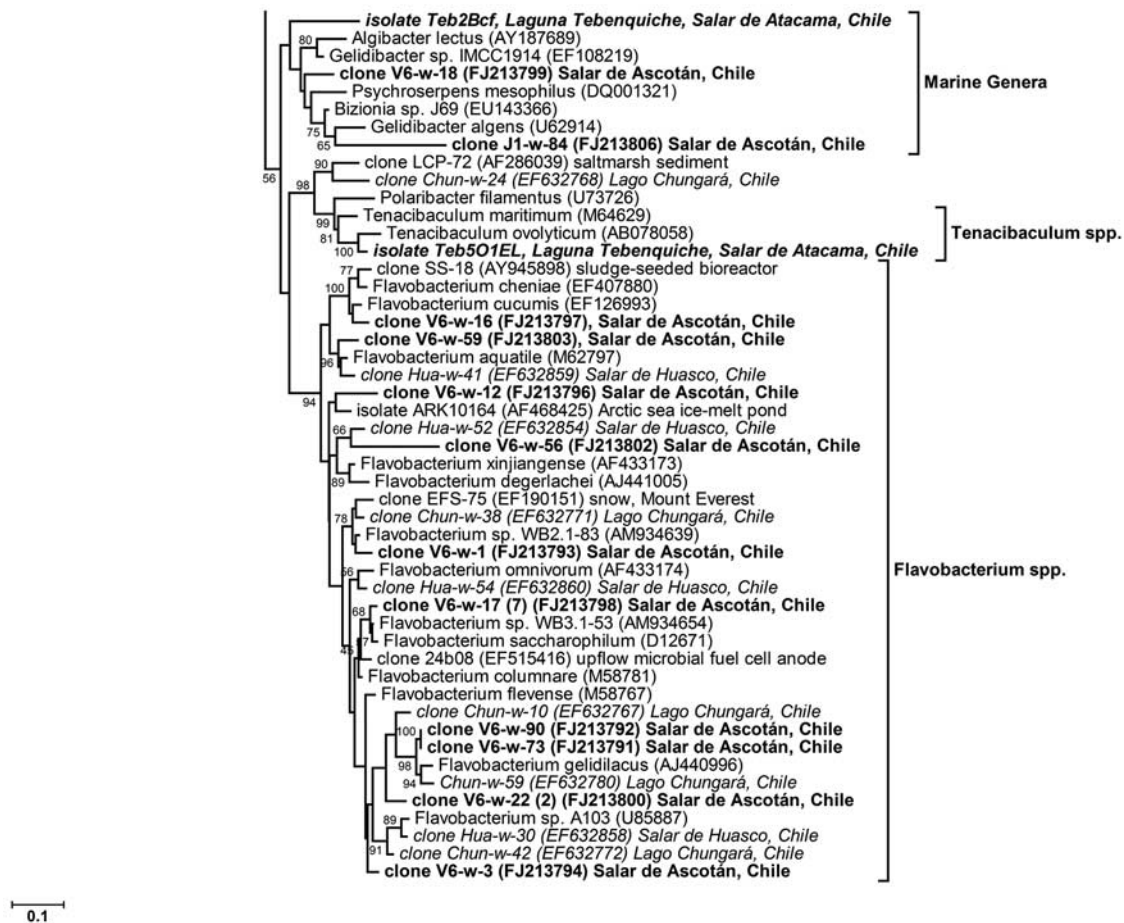 isolate Teb2Bcf, Laguna Tebenquiche, Salar de Atacama, Chile
80
Algibacter lectus (AY187689)
Gelidibacter sp. IMCC1914 (EF108219)
clone V6-w-18 (FJ213799) Salar de Ascotán, Chile
Marine Genera
Psychroserpens mesophilus (DQ001321)
Bizionia sp. J69 (EU143366)
75
Gelidibacter algens (U62914)
65
clone J1-w-84 (FJ213806) Salar de Ascotán, Chile
90
clone LCP-72 (AF286039) saltmarsh sediment
56
98
clone Chun-w-24 (EF632768) Lago Chungará, Chile
Polaribacter filamentus (U73726)
99
Tenacibaculum maritimum (M64629)
81
Tenacibaculum ovolyticum (AB078058)
Tenacibaculum spp.
100
isolate Teb5O1EL, Laguna Tebenquiche, Salar de Atacama, Chile
77
clone SS-18 (AY945898) sludge-seeded bioreactor
100
Flavobacterium cheniae (EF407880)
Flavobacterium cucumis (EF126993)
clone V6-w-16 (FJ213797), Salar de Ascotán, Chile
clone V6-w-59 (FJ213803), Salar de Ascotán, Chile
96
Flavobacterium aquatile (M62797)
clone Hua-w-41 (EF632859) Salar de Huasco, Chile
94
clone V6-w-12 (FJ213796) Salar de Ascotán, Chile
isolate ARK10164 (AF468425) Arctic sea ice-melt pond
66
clone Hua-w-52 (EF632854) Salar de Huasco, Chile
clone V6-w-56 (FJ213802) Salar de Ascotán, Chile
Flavobacterium xinjiangense (AF433173)
89
Flavobacterium degerlachei (AJ441005)
clone EFS-75 (EF190151) snow, Mount Everest
78
clone Chun-w-38 (EF632771) Lago Chungará, Chile
Flavobacterium sp. WB2.1-83 (AM934639)
clone V6-w-1 (FJ213793) Salar de Ascotán, Chile
Flavobacterium omnivorum (AF433174)
Flavobacterium spp.
clone Hua-w-54 (EF632860) Salar de Huasco, Chile
68
clone V6-w-17 (7) (FJ213798) Salar de Ascotán, Chile
Flavobacterium sp. WB3.1-53 (AM934654)
Flavobacterium saccharophilum (D12671)
clone 24b08 (EF515416) upflow microbial fuel cell anode
Flavobacterium columnare (M58781)
Flavobacterium flevense (M58767)
clone Chun-w-10 (EF632767) Lago Chungará, Chile
100
clone V6-w-90 (FJ213792) Salar de Ascotán, Chile
clone V6-w-73 (FJ213791) Salar de Ascotán, Chile
98
Flavobacterium gelidilacus (AJ440996)
94
Chun-w-59 (EF632780) Lago Chungará, Chile
clone V6-w-22 (2) (FJ213800) Salar de Ascotán, Chile
89
Flavobacterium sp. A103 (U85887)
clone Hua-w-30 (EF632858) Salar de Huasco, Chile
91
clone Chun-w-42 (EF632772) Lago Chungará, Chile
clone V6-w-3 (FJ213794) Salar de Ascotán, Chile
0.1